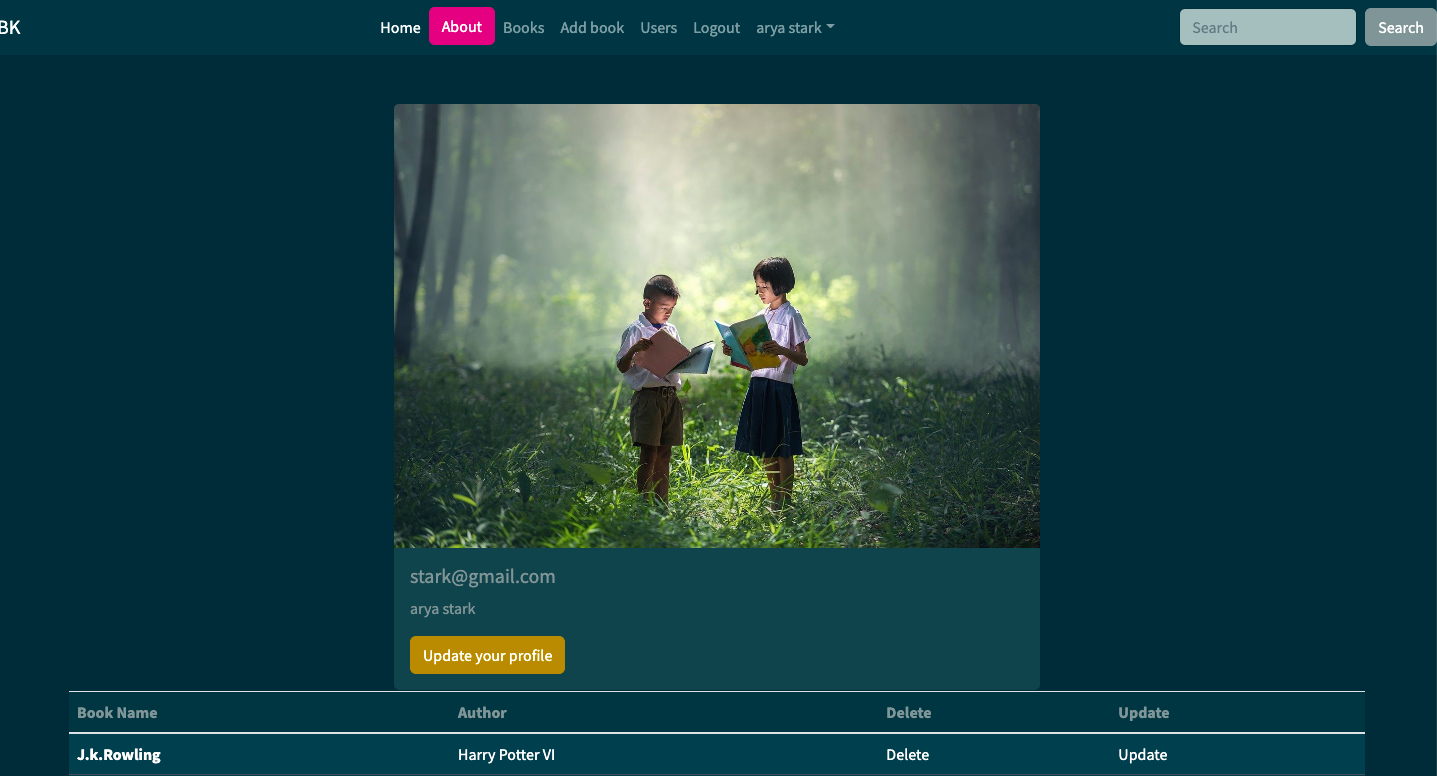 BK Home About Books Add book Users Logout arya stark Search Search
stark@gmail.com
arya stark
Update your profile
Book Name Author Delete Update
J.k.Rowling Harry Potter VI Delete Update